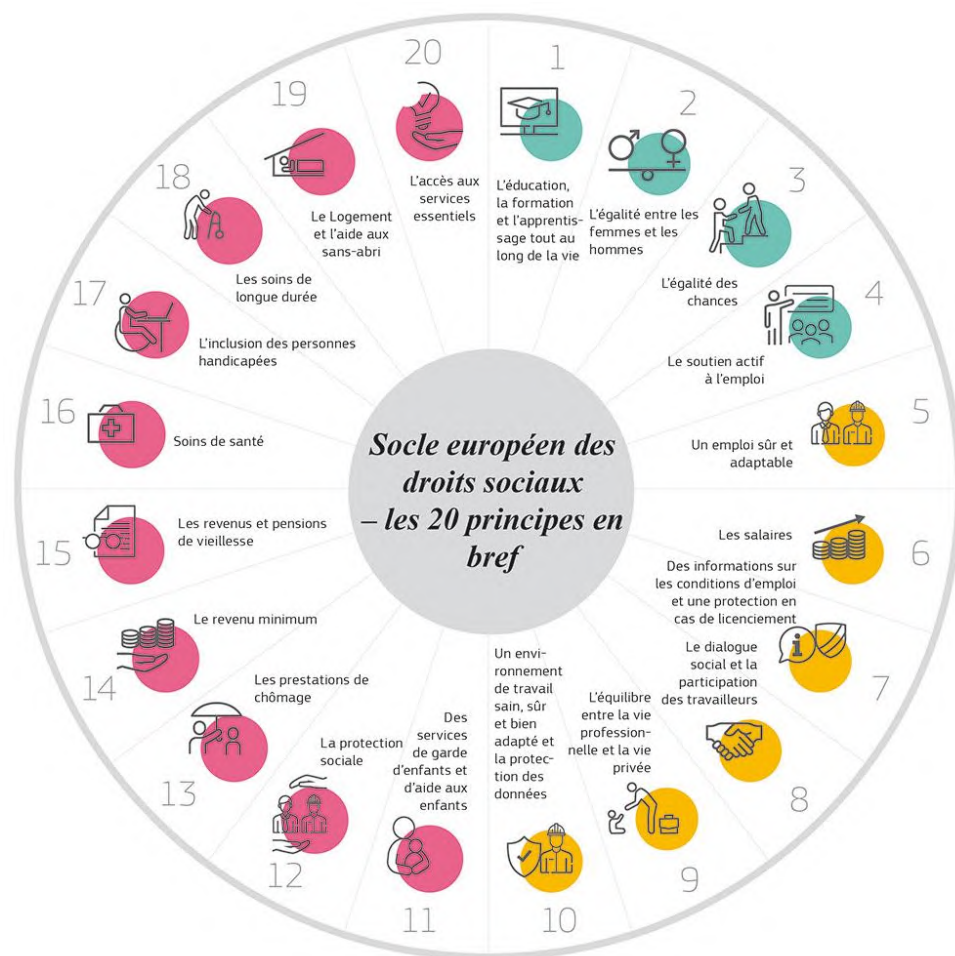 Socle européen des
droits sociaux
– les 20 principes en
bref
1
L'éducation,
la formation
et l'apprentis-
sage tout au
long de la vie
2
L'égalité entre les
femmes et les
hommes
3
L'égalité des
chances
4
Le soutien actif
à l'emploi
5
Un emploi sûr et
adaptable
6
Les salaires
7
Des informations sur
les conditions d'emploi
et une protection en
cas de licenciement
8
Le dialogue
social et la
participation
des travailleurs
9
L'équilibre
entre la vie
profession-
nelle et la vie
privée
10
Un envi-
ronnement
de travail
sain, sûr et bien
adapté et
la protec-
tion des
données
11
Des
services
de garde
d'enfants et
d'aide aux
enfants
12
La protection
sociale
13
Les prestations de
chômage
14
Le revenu minimum
15
Les revenus et pensions
de vieillesse
16
Soins de santé
17
L'inclusion des personnes
handicapées
18
Les soins de
longue durée
19
Le Logement
et l'aide aux
sans-abri
20
L'accès aux
services
essentiels
i